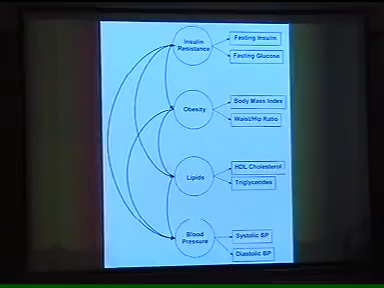 Insulin
Resistance
Fasting Insulin
Fasting Glucose
Obesity
Body Mass Index
Waist/Hip Ratio
Lipids
HDL Cholesterol
Triglycerides
Blood
Pressure
Systolic BP
Diastolic BP